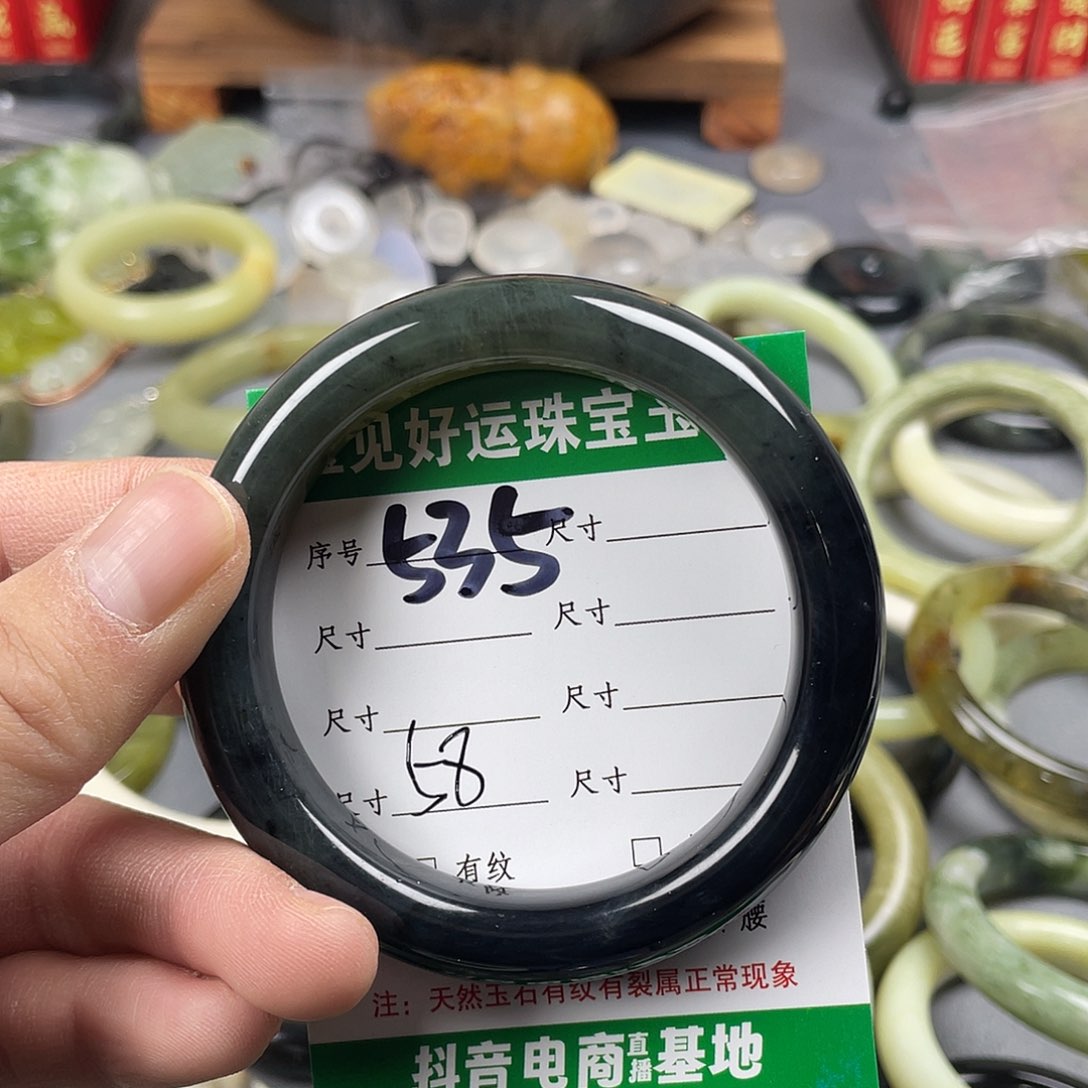 见好运珠宝玉
序号 535 尺寸
尺寸 尺寸
尺寸 尺寸
尺寸 58 尺寸
有纹
腰
注：天然玉石有纹有裂属正常现象
抖音电商直播基地